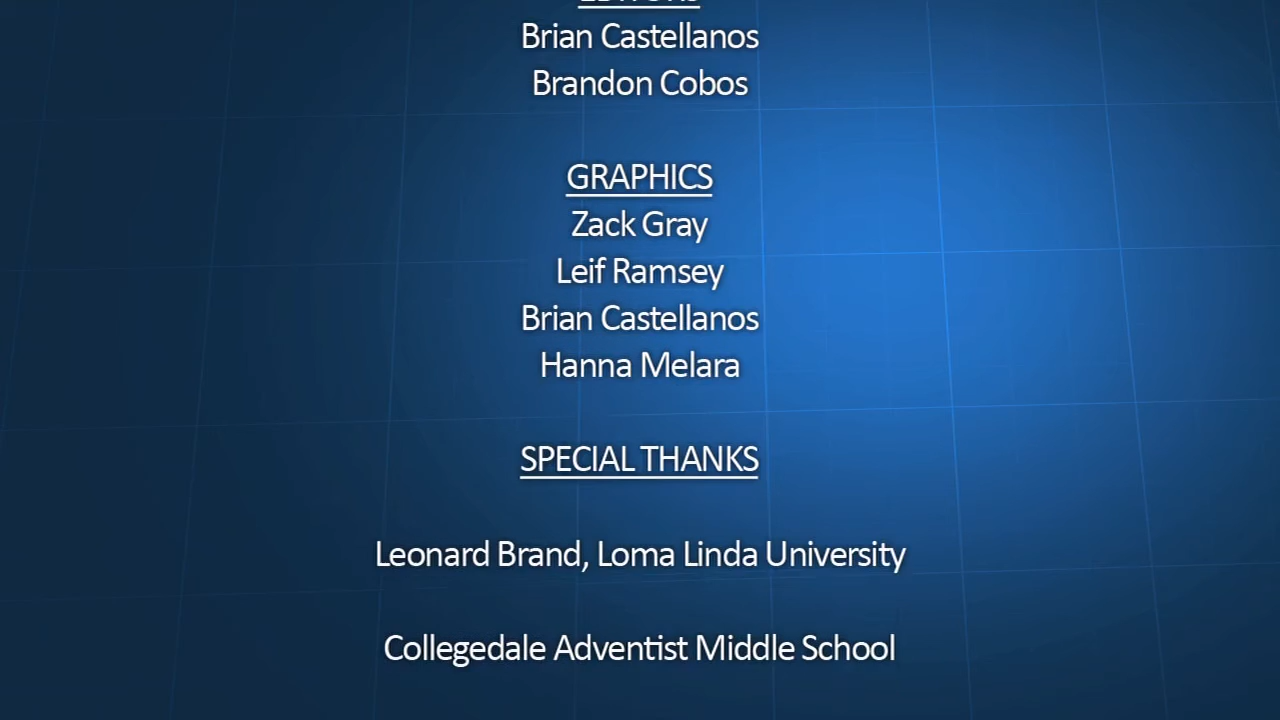 EDITORS
Brian Castellanos
Brandon Cobos
GRAPHICS
Zack Gray
Leif Ramsey
Brian Castellanos
Hanna Melara
SPECIAL THANKS
Leonard Brand, Loma Linda University
Collegedale Adventist Middle School